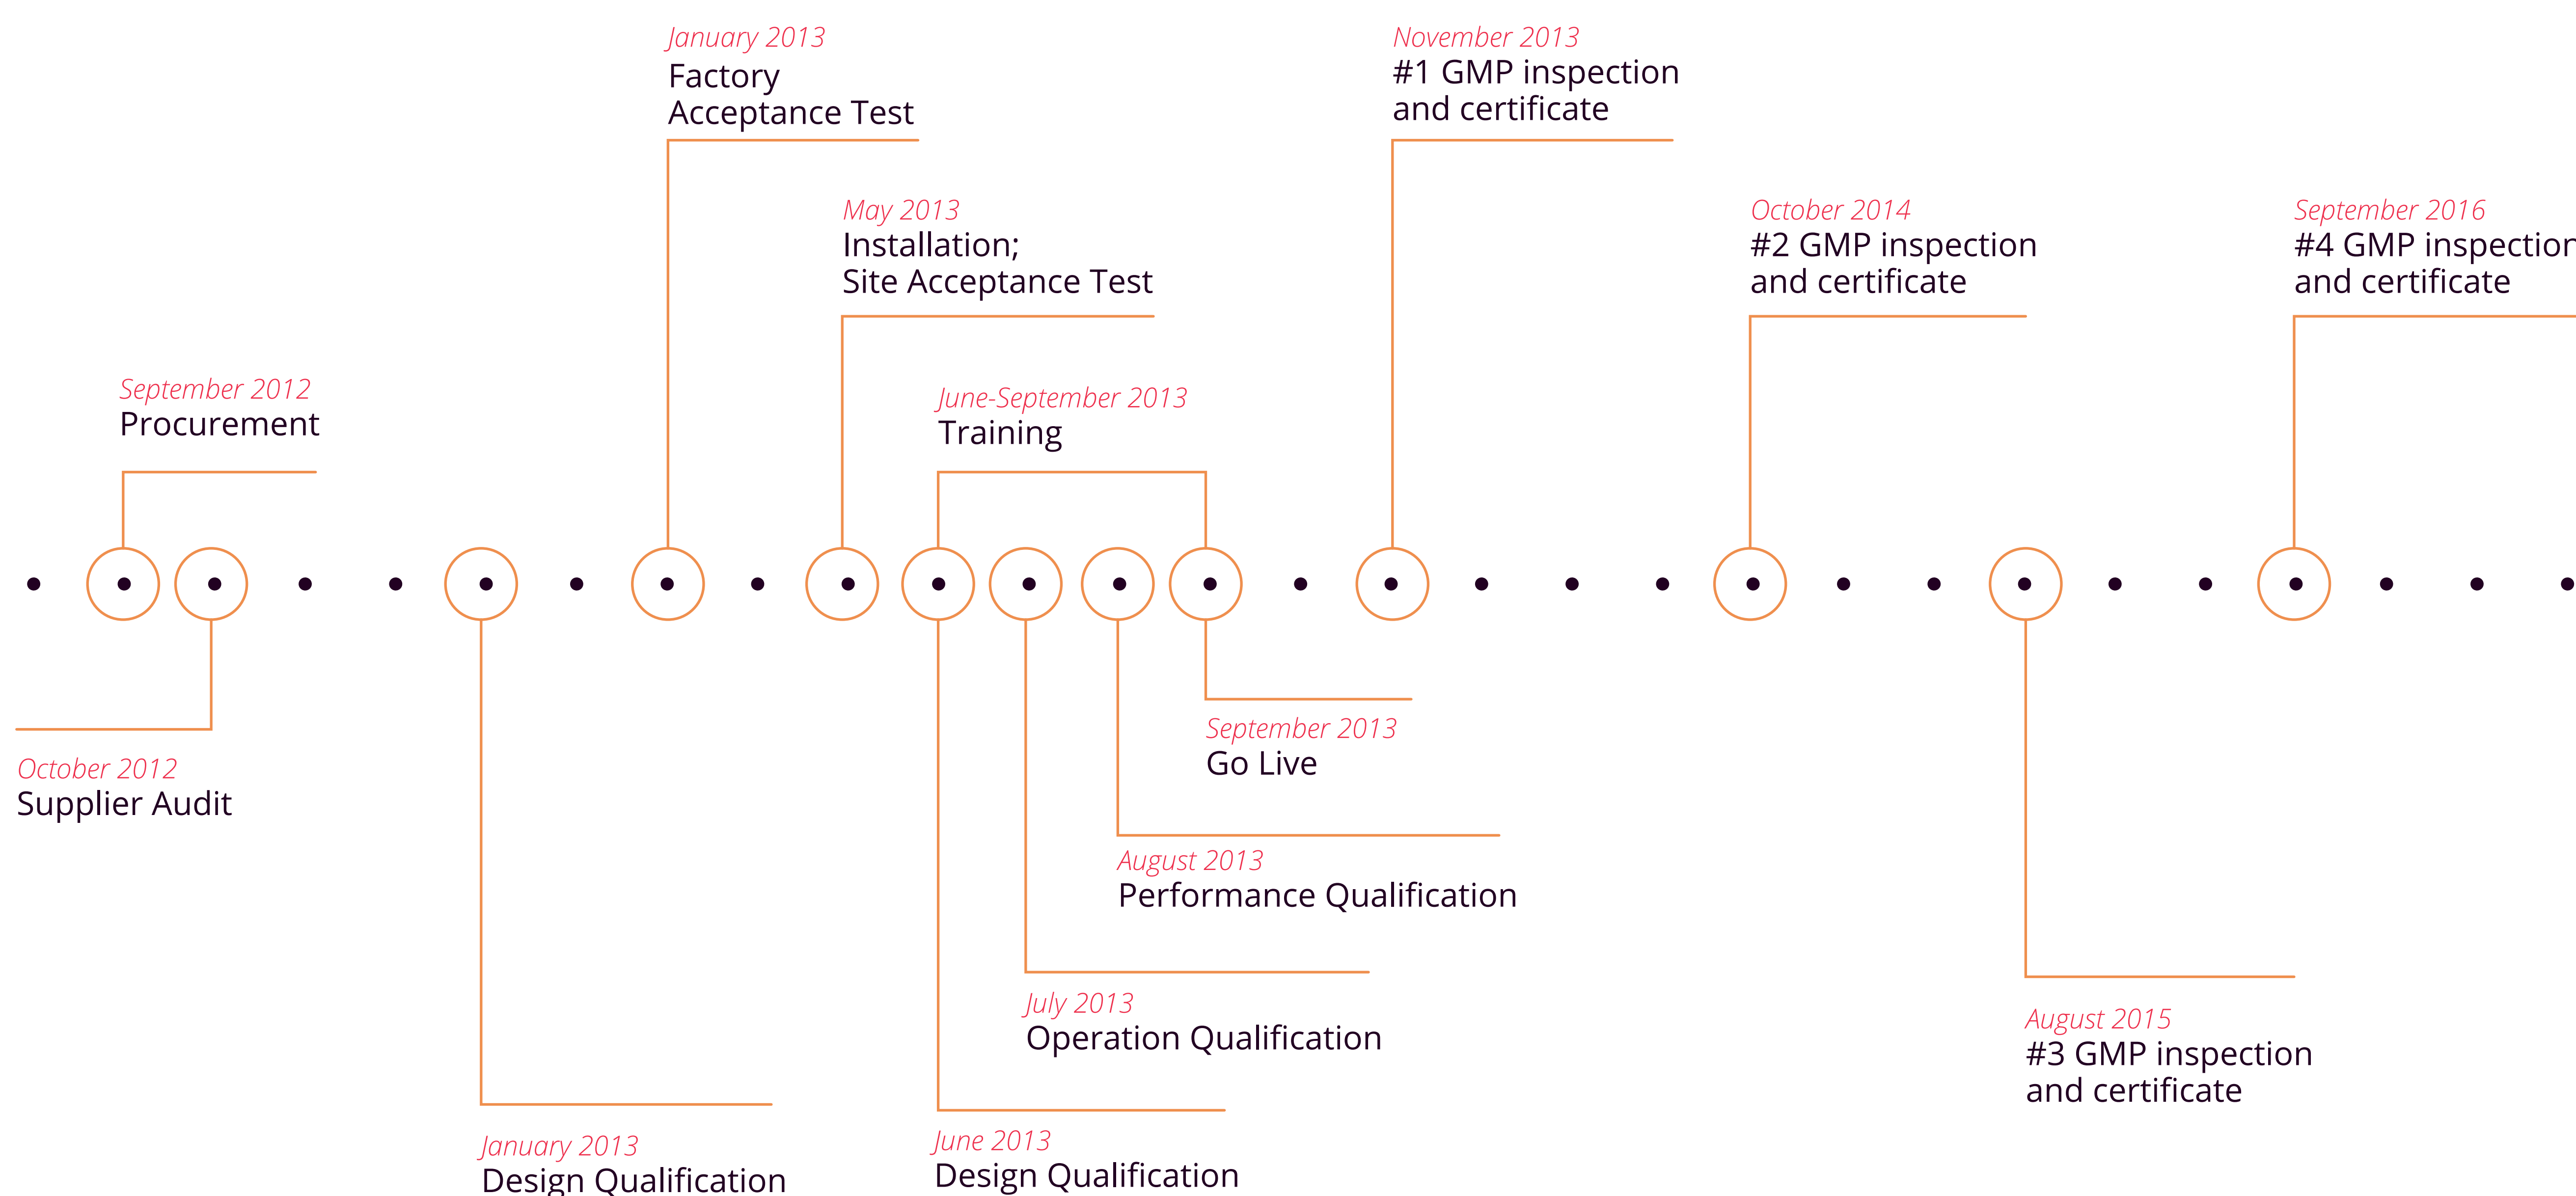 January 2013
Factory
Acceptance Test
November 2013
#1 GMP inspection
and certificate
May 2013
Installation;
Site Acceptance Test
October 2014
#2 GMP inspection
and certificate
September 2016
#4 GMP inspection
and certificate
September 2012
Procurement
June-September 2013
Training
October 2012
Supplier Audit
September 2013
Go Live
August 2013
Performance Qualification
July 2013
Operation Qualification
August 2015
#3 GMP inspection
and certificate
January 2013
Design Qualification
June 2013
Design Qualification